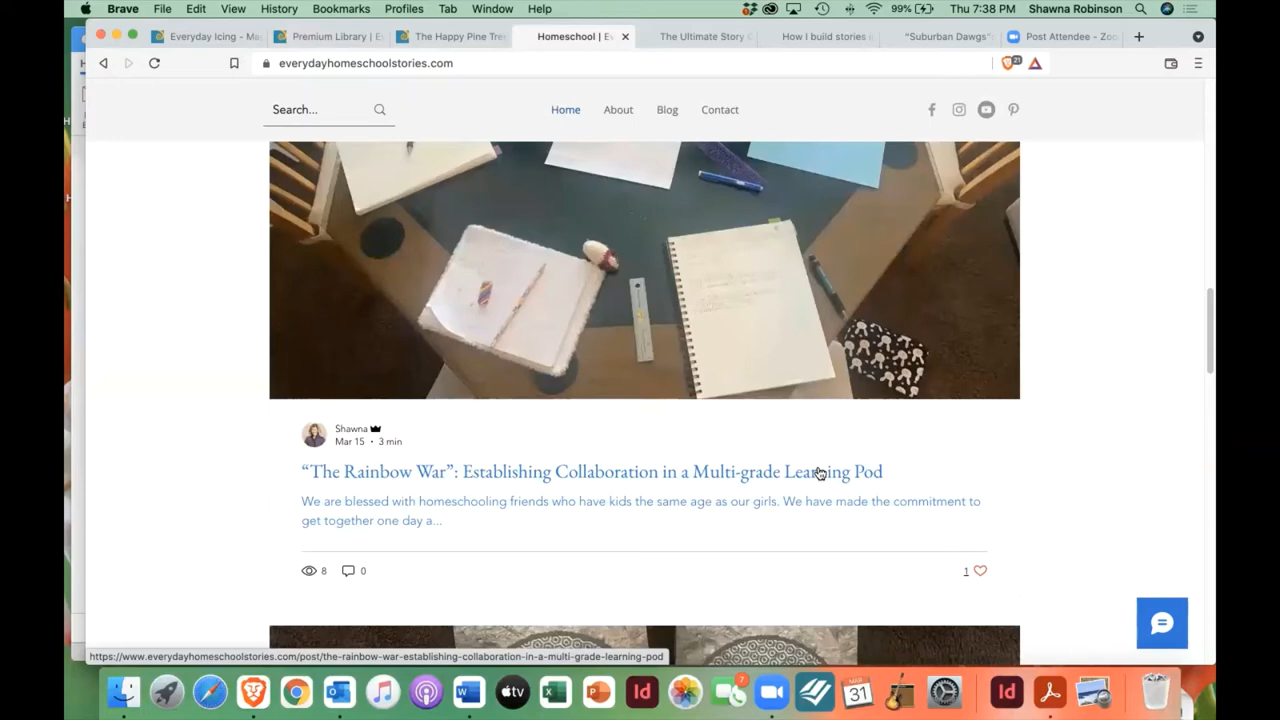 Brave File Edit View History Bookmarks Profiles Tab Window Help 99% Thu 7:38 PM Shawna Robinson
Everyday Icing - Ma Premium Library | E The Happy Pine Tre Homeschool | E The Ultimate Story How I build stories "Suburban Dawgs" Post Attendee - Zoo
everydayhomeschoolstories.com 21
Search... Home About Blog Contact
Shawna
Mar 15 • 3 min
“The Rainbow War”: Establishing Collaboration in a Multi-grade Learning Pod
We are blessed with homeschooling friends who have kids the same age as our girls. We have made the commitment to
get together one day a...
8 0 1
https://www.everydayhomeschoolstories.com/post/the-rainbow-war-establishing-collaboration-in-a-multi-grade-learning-pod
7 W tv X P Id 31 Id